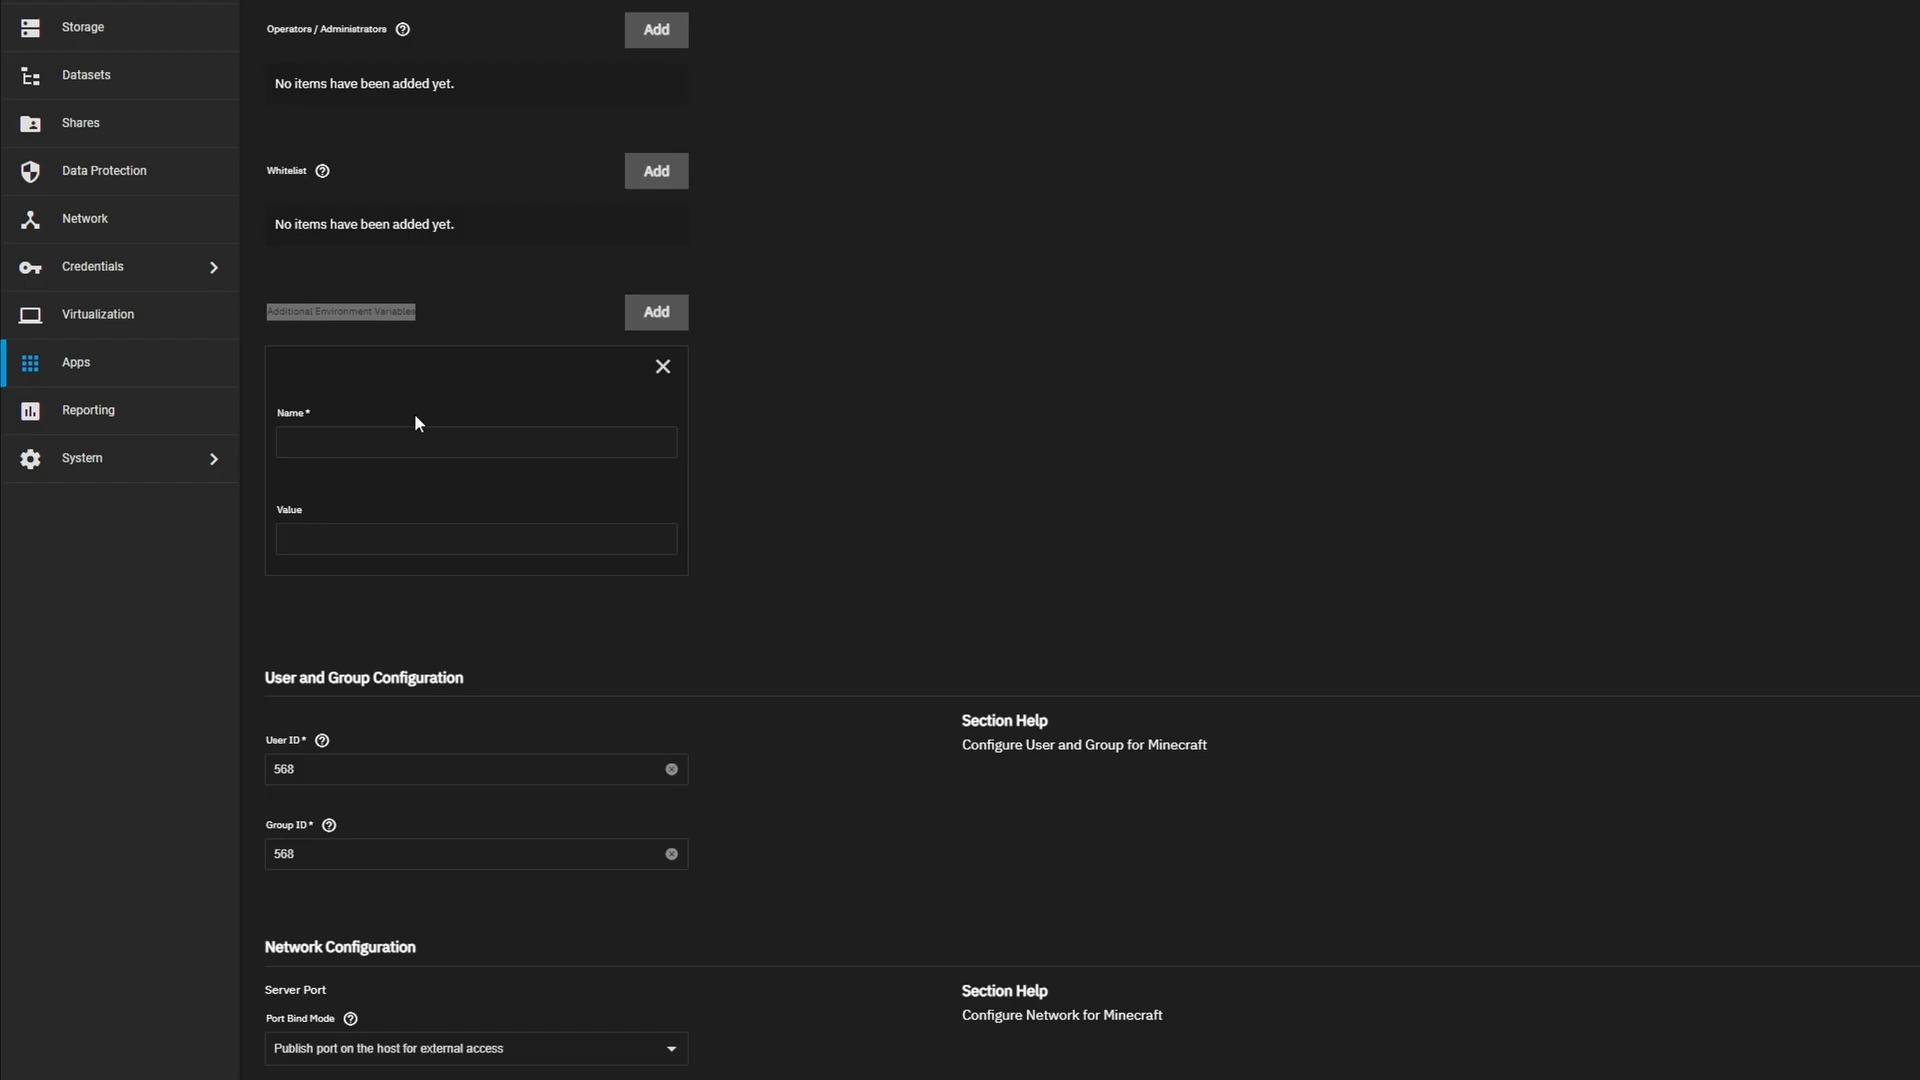 Storage
Datasets
Shares
Data Protection
Network
Credentials
Virtualization
Apps
Reporting
System
Operators / Administrators
Add
No items have been added yet.
Whitelist
Add
No items have been added yet.
Additional Environment Variables
Add
Name *
Value
User and Group Configuration
User ID *
568
Group ID *
568
Section Help
Configure User and Group for Minecraft
Network Configuration
Server Port
Port Bind Mode
Publish port on the host for external access
Section Help
Configure Network for Minecraft